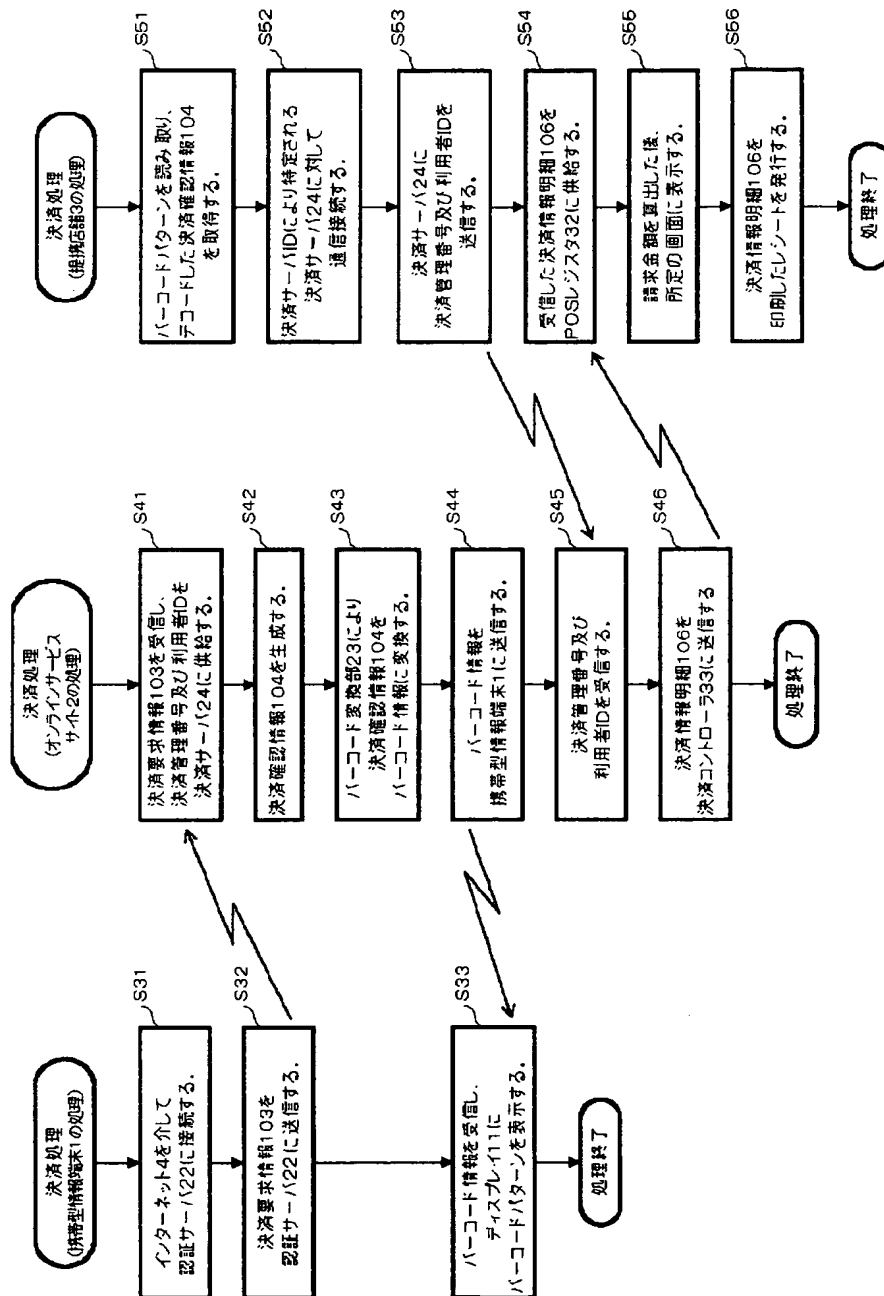 決済処理
(携帯型情報端末1の処理)
S31
インターネット4を介して
認証サーバ22に接続する。
S32
決済要求情報103を
認証サーバ22に送信する。
S33
バーコード情報を受信し、
ディスプレイ11に
バーコードパターンを表示する。
処理終了
決済処理
(オンラインサービス
サイト2の処理)
S41
決済要求情報103を受信し、
決済管理番号及び利用者IDを
決済サーバ24に供給する。
S42
決済確認情報104を生成する。
S43
バーコード変換部23により
決済確認情報104を
バーコード情報に変換する。
S44
バーコード情報を
携帯型情報端末1に送信する。
S45
決済管理番号及び
利用者IDを受信する。
S46
決済情報明細106を
決済コントローラ33に送信する
処理終了
決済処理
(提携店舗3の処理)
S51
バーコードパターンを読み取り、
デコードした決済確認情報104
を取得する。
S52
決済サーバIDにより特定される
決済サーバ24に対して
通信接続する。
S53
決済サーバ24に
決済管理番号及び利用者IDを
送信する。
S54
受信した決済情報明細106を
POSレジスタ32に供給する。
S55
請求金額を算出した後、
所定の画面に表示する。
S56
決済情報明細106を
印刷したレシートを発行する。
処理終了